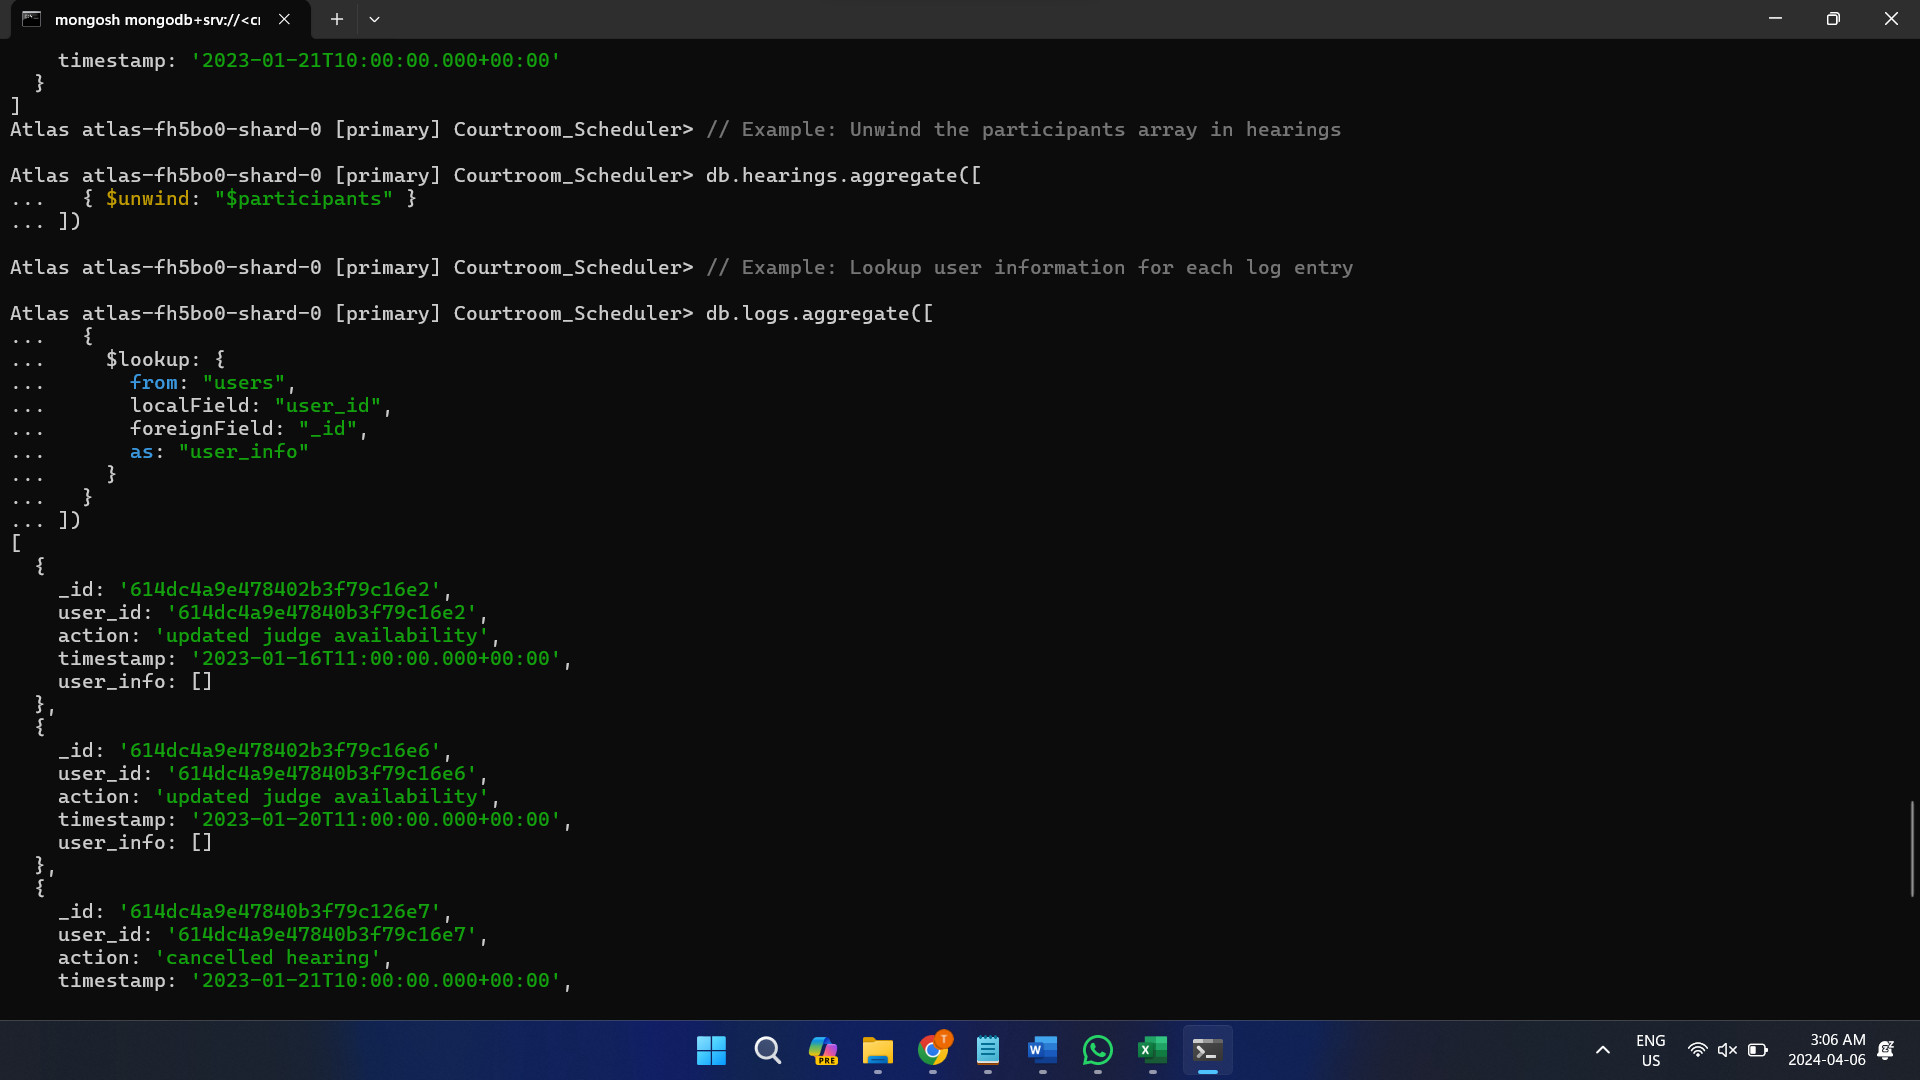 mongosh mongodb+srv://<cr
timestamp: '2023-01-21T10:00:00.000+00:00'
}
]
Atlas atlas-fh5bo0-shard-0 [primary] Courtroom_Scheduler> // Example: Unwind the participants array in hearings
Atlas atlas-fh5bo0-shard-0 [primary] Courtroom_Scheduler> db.hearings.aggregate([
...   { $unwind: "$participants" }
... ])
Atlas atlas-fh5bo0-shard-0 [primary] Courtroom_Scheduler> // Example: Lookup user information for each log entry
Atlas atlas-fh5bo0-shard-0 [primary] Courtroom_Scheduler> db.logs.aggregate([
...   {
...     $lookup: {
...       from: "users",
...       localField: "user_id",
...       foreignField: "_id",
...       as: "user_info"
...     }
...   }
... ])
[
  {
    _id: '614dc4a9e478402b3f79c16e2',
    user_id: '614dc4a9e47840b3f79c16e2',
    action: 'updated judge availability',
    timestamp: '2023-01-16T11:00:00.000+00:00',
    user_info: []
  },
  {
    _id: '614dc4a9e478402b3f79c16e6',
    user_id: '614dc4a9e47840b3f79c16e6',
    action: 'updated judge availability',
    timestamp: '2023-01-20T11:00:00.000+00:00',
    user_info: []
  },
  {
    _id: '614dc4a9e47840b3f79c126e7',
    user_id: '614dc4a9e47840b3f79c16e7',
    action: 'cancelled hearing',
    timestamp: '2023-01-21T10:00:00.000+00:00',
PRE
T
W
X
ENG
US
3:06 AM
2024-04-06